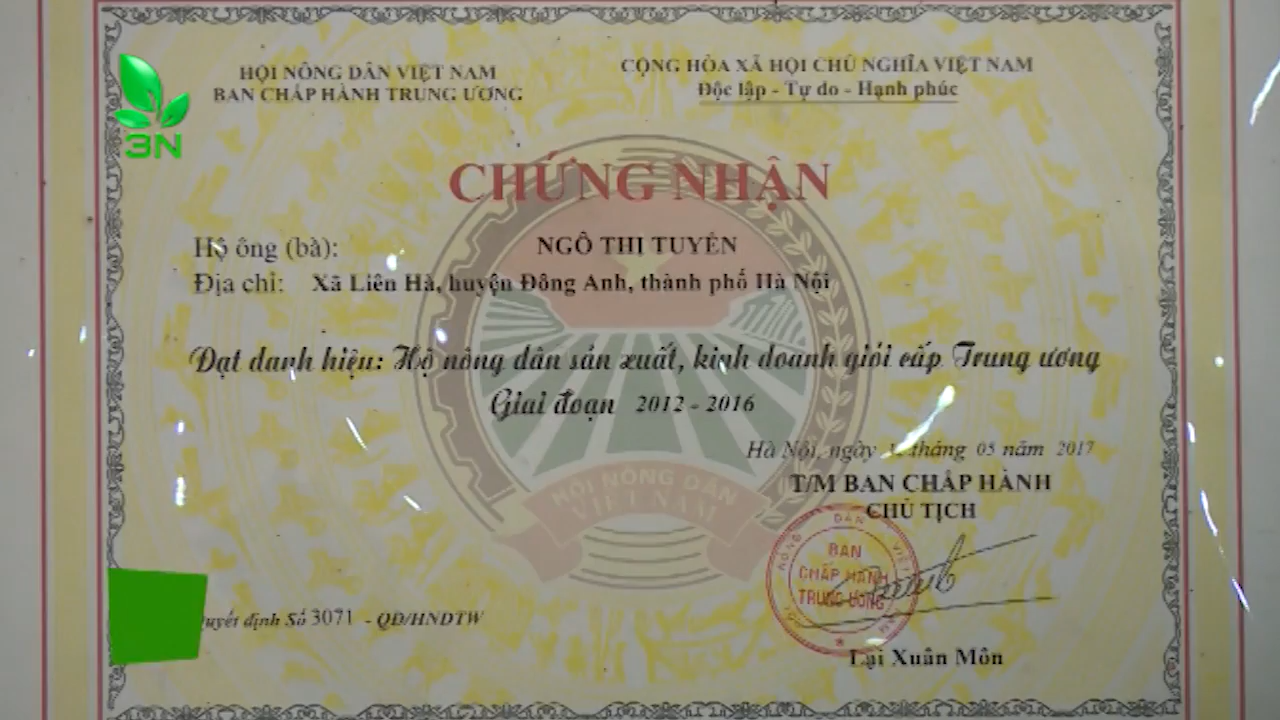 HỘI NÔNG DÂN VIỆT NAM
BAN CHẤP HÀNH TRUNG ƯƠNG
CỘNG HÒA XÃ HỘI CHỦ NGHĨA VIỆT NAM
Độc lập - Tự do - Hạnh phúc
3N
CHỨNG NHẬN
Hộ ông (bà): NGÔ THỊ TUYÊN
Địa chỉ: Xã Liên Hà, huyện Đông Anh, thành phố Hà Nội
Đạt danh hiệu: Hộ nông dân sản xuất, kinh doanh giỏi cấp Trung ương
Giai đoạn 2012 - 2016
HỘI NÔNG DÂN
VIỆT NAM
Hà Nội, ngày tháng 05 năm 2017
T/M BAN CHẤP HÀNH
CHỦ TỊCH
BAN
CHẤP HÀNH
TRUNG ƯƠNG
định Số 3071 - QĐ/HNDTW
Lại Xuân Môn